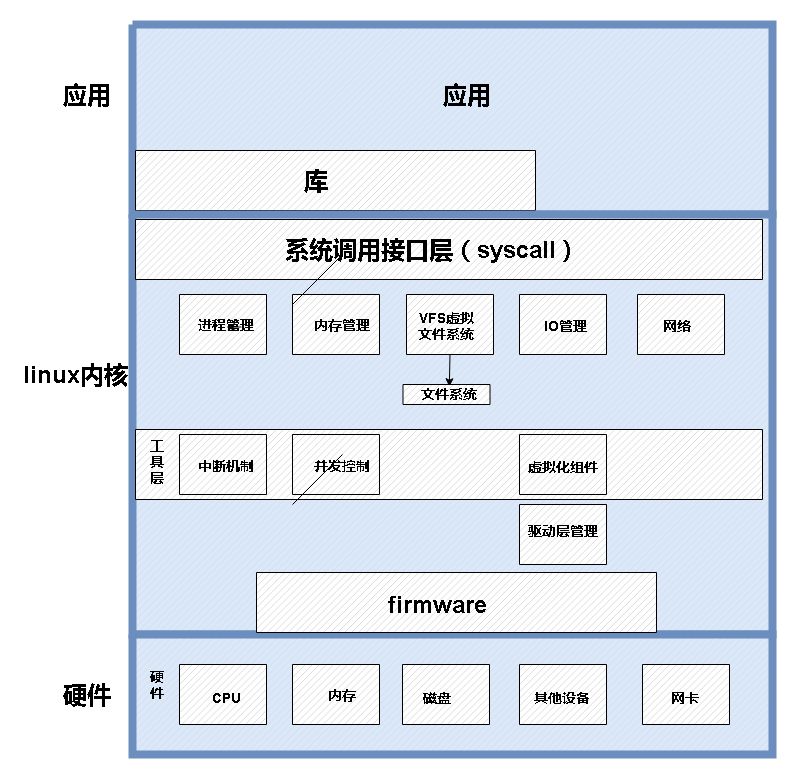 应用
应用
库
系统调用接口层（syscall）
进程管理
内存管理
VFS虚拟
文件系统
IO管理
网络
linux内核
文件系统
工
具
层
中断机制
并发控制
虚拟化组件
驱动层管理
firmware
硬件
硬
件
CPU
内存
磁盘
其他设备
网卡